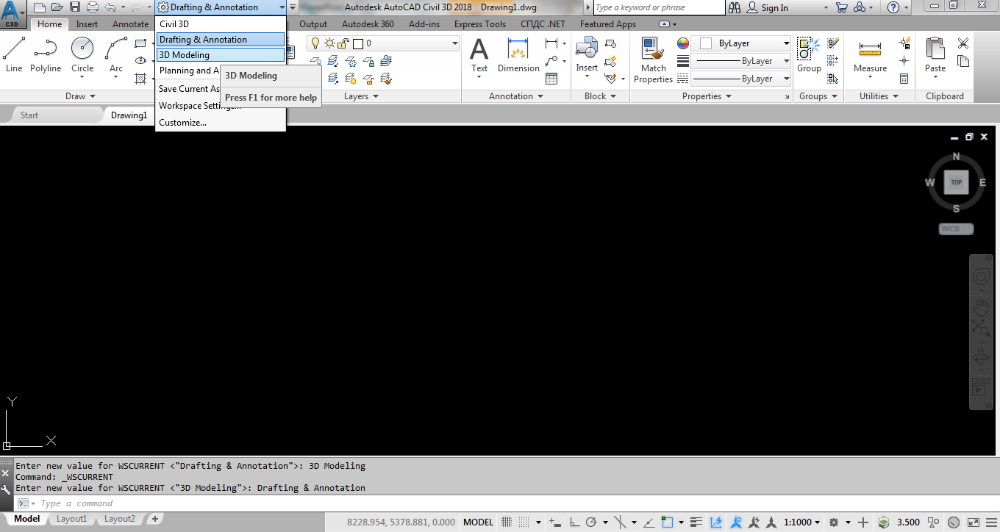 Drafting & Annotation
Autodesk AutoCAD Civil 3D 2018 Drawing1.dwg
Type a keyword or phrase
Sign In
C3D
Home Insert Annotate
Output Autodesk 360 Add-ins Express Tools СПДС .NET Featured Apps
Civil 3D
Drafting & Annotation
3D Modeling
Planning and A
Save Current As
Workspace Settings...
Customize...
3D Modeling
Press F1 for more help
Line Polyline Circle Arc
Draw
0
Layers
Text Dimension
Annotation
Insert
Block
Match
Properties
ByLayer
ByLayer
ByLayer
Properties
Group
Groups
Measure
Utilities
Paste
Clipboard
Start Drawing1
N
W TOP E
S
WCS
Y
X
Enter new value for WSCURRENT <"Drafting & Annotation">: 3D Modeling
Command: _WSCURRENT
Enter new value for WSCURRENT <"3D Modeling">: Drafting & Annotation
Type a command
Model Layout1 Layout2 +
8228.954, 5378.881, 0.000 MODEL 1:1000 3.500